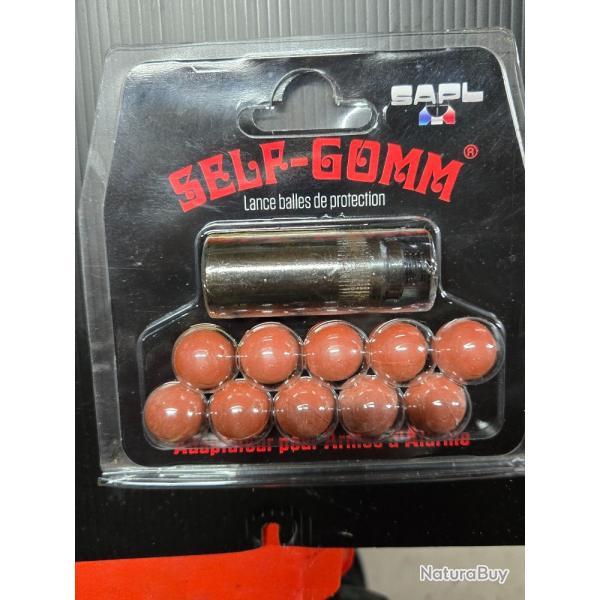 SAPL
SELF-GOMM®
Lance balles de protection
Adaptateur pour Armes d'Alarme
NaturaBuy